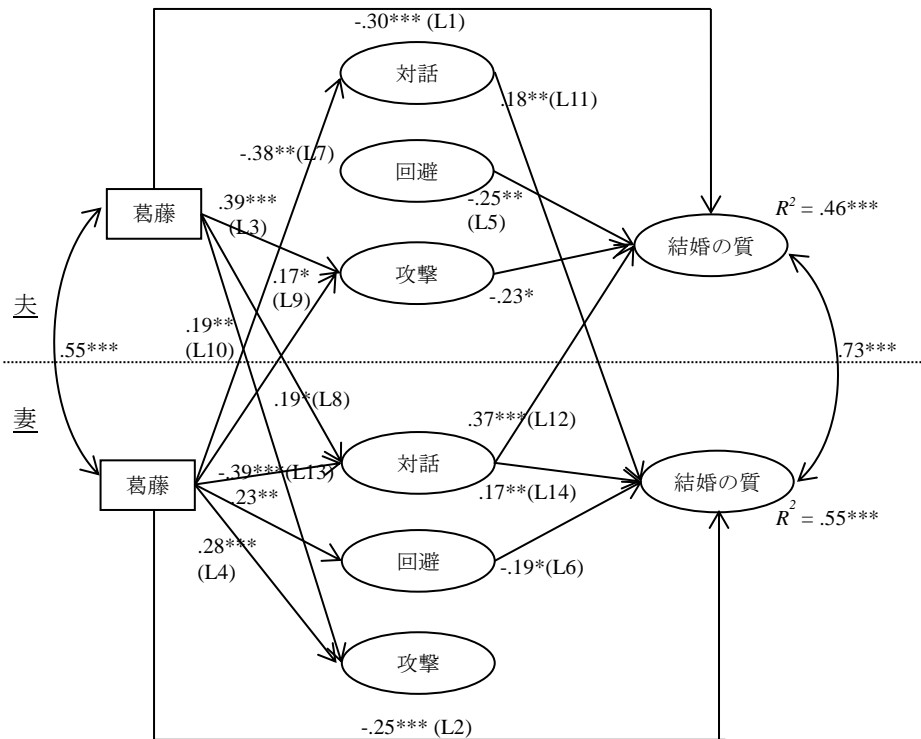 -.30*** (L1)
対話
.18**(L11)
-.38**(L7)
回避
-.25**
(L5)
葛藤
.39***
(L3)
R² = .46***
結婚の質
攻撃
.17*
(L9)
-.23*
夫
.19**
(L10)
.55***
.73***
.19*(L8)
妻
.37***(L12)
対話
-.39***(L13)
葛藤
結婚の質
.17**(L14)
.23**
R² = .55***
.28***
(L4)
回避
-.19*(L6)
攻撃
-.25*** (L2)